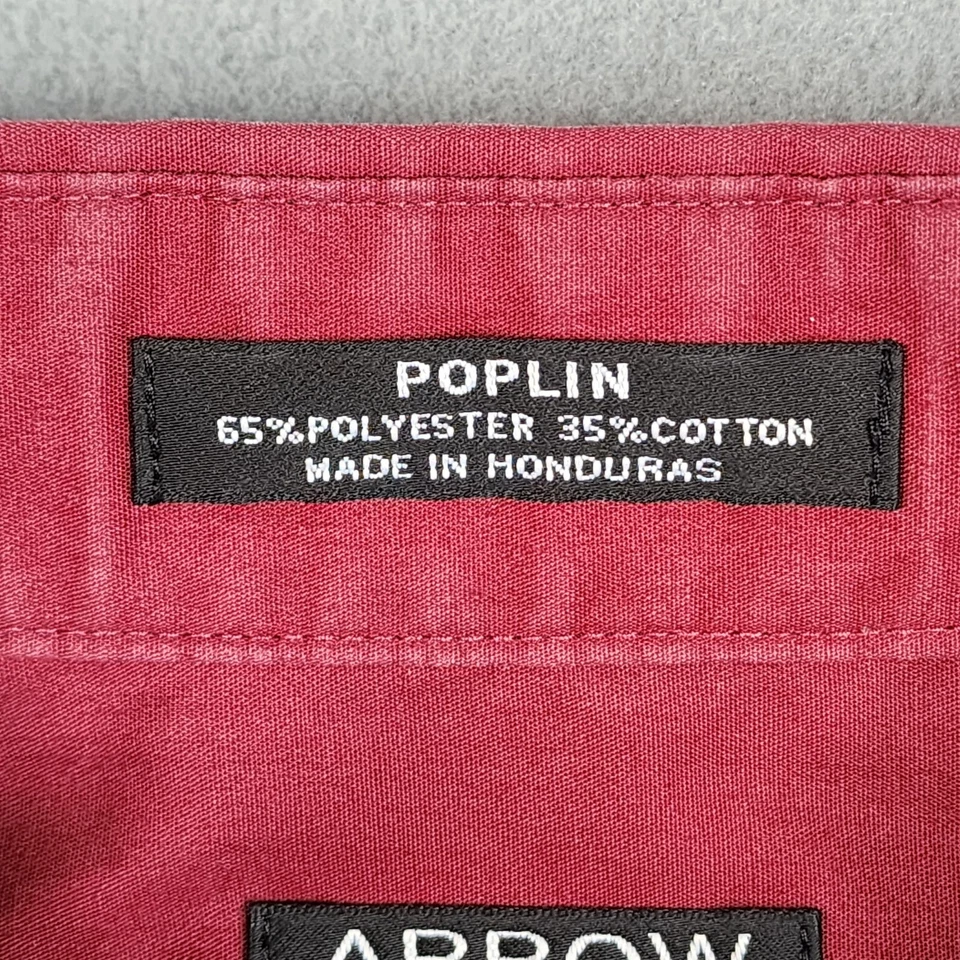 POPLIN
65%POLYESTER 35%COTTON
MADE IN HONDURAS
ARROW